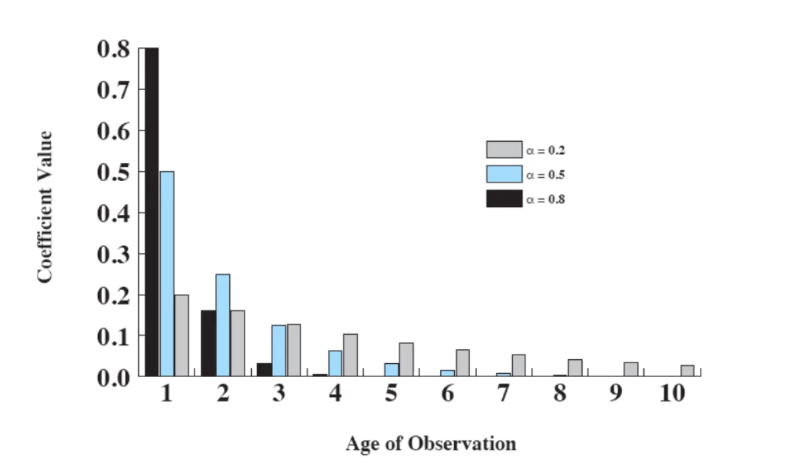 0.8
0.7
0.6
0.5
0.4
0.3
0.2
0.1
0.0
Coefficient Value
α = 0.2
α = 0.5
α = 0.8
1 2 3 4 5 6 7 8 9 10
Age of Observation